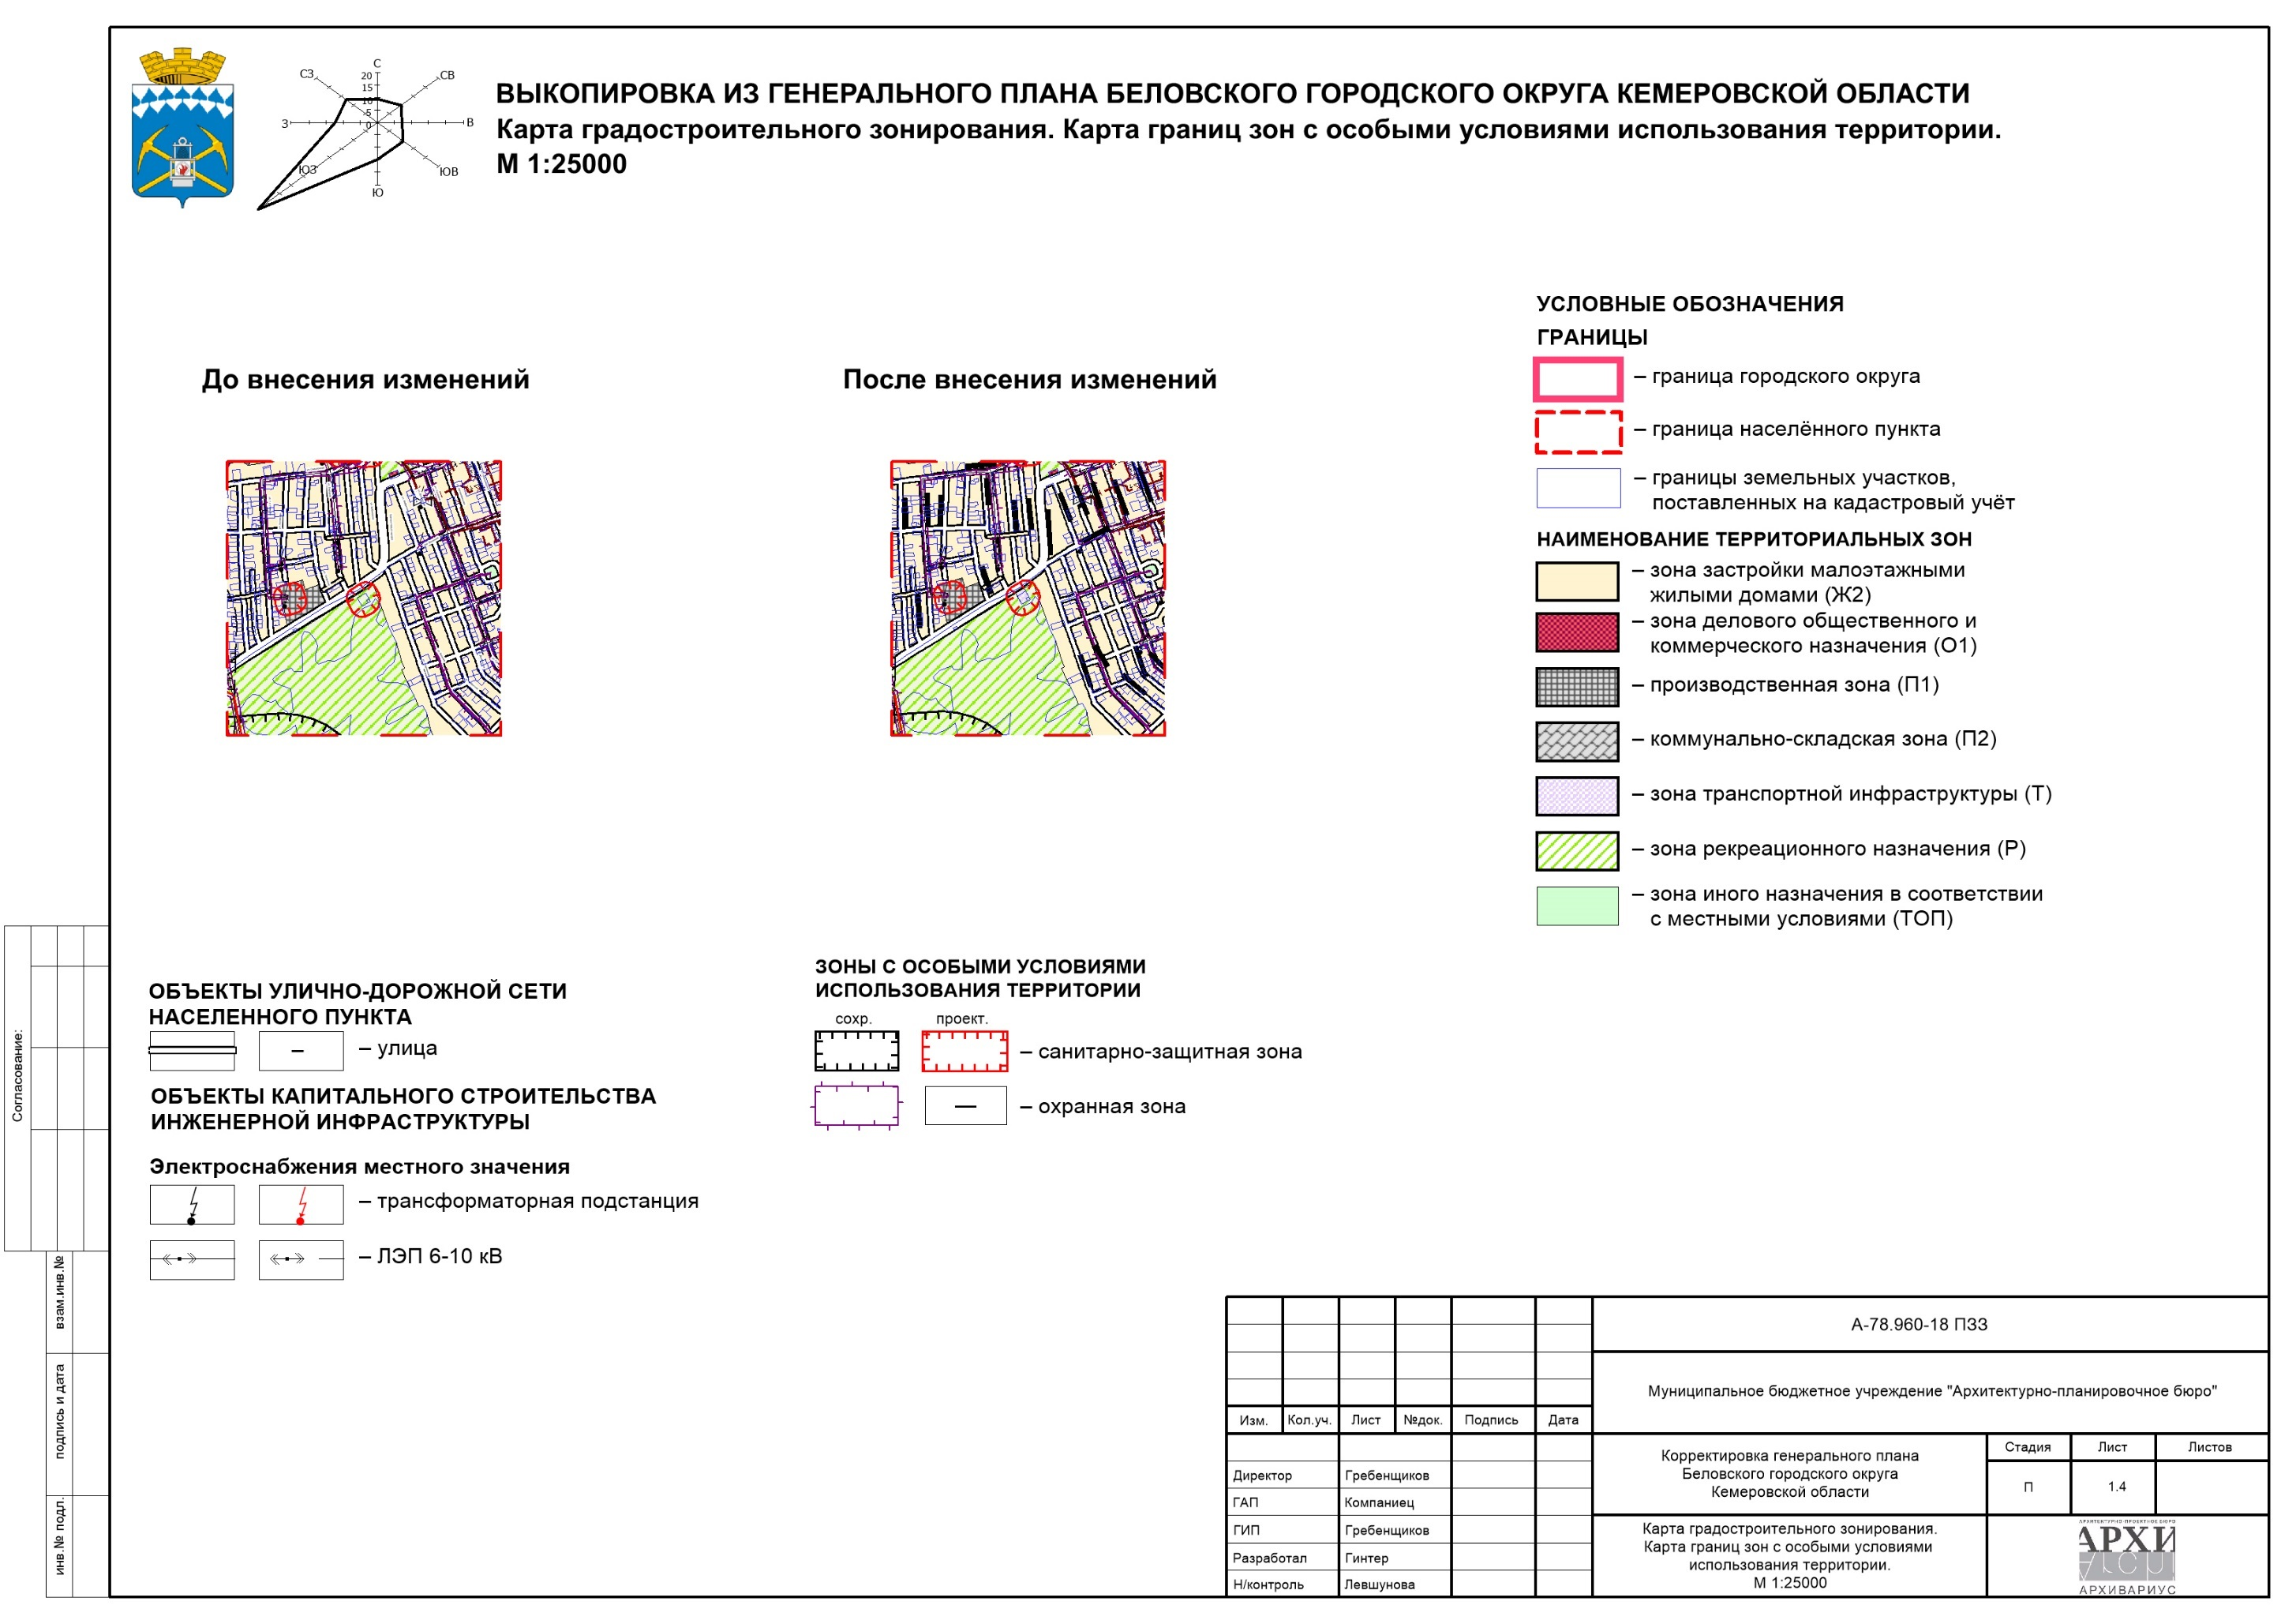 С
СЗ
СВ
20
15
10
5
0
З
В
ЮЗ
ЮВ
Ю
ВЫКОПИРОВКА ИЗ ГЕНЕРАЛЬНОГО ПЛАНА БЕЛОВСКОГО ГОРОДСКОГО ОКРУГА КЕМЕРОВСКОЙ ОБЛАСТИ
Карта градостроительного зонирования. Карта границ зон с особыми условиями использования территории.
М 1:25000
До внесения изменений
После внесения изменений
УСЛОВНЫЕ ОБОЗНАЧЕНИЯ
ГРАНИЦЫ
– граница городского округа
– граница населённого пункта
– границы земельных участков,
поставленных на кадастровый учёт
НАИМЕНОВАНИЕ ТЕРРИТОРИАЛЬНЫХ ЗОН
– зона застройки малоэтажными
жилыми домами (Ж2)
– зона делового общественного и
коммерческого назначения (О1)
– производственная зона (П1)
– коммунально-складская зона (П2)
– зона транспортной инфраструктуры (Т)
– зона рекреационного назначения (Р)
– зона иного назначения в соответствии
с местными условиями (ТОП)
ОБЪЕКТЫ УЛИЧНО-ДОРОЖНОЙ СЕТИ
НАСЕЛЕННОГО ПУНКТА
– улица
ОБЪЕКТЫ КАПИТАЛЬНОГО СТРОИТЕЛЬСТВА
ИНЖЕНЕРНОЙ ИНФРАСТРУКТУРЫ
Электроснабжения местного значения
– трансформаторная подстанция
– ЛЭП 6-10 кВ
ЗОНЫ С ОСОБЫМИ УСЛОВИЯМИ
ИСПОЛЬЗОВАНИЯ ТЕРРИТОРИИ
сохр.
проект.
– санитарно-защитная зона
– охранная зона
Согласование:
взам.инв.№
подпись и дата
инв.№ подл.
А-78.960-18 ПЗЗ
Муниципальное бюджетное учреждение "Архитектурно-планировочное бюро"
Изм.
Кол.уч.
Лист
№док.
Подпись
Дата
Директор
Гребенщиков
ГАП
Компаниец
ГИП
Гребенщиков
Разработал
Гинтер
Н/контроль
Левшунова
Корректировка генерального плана
Беловского городского округа
Кемеровской области
Стадия
Лист
Листов
П
1.4
Карта градостроительного зонирования.
Карта границ зон с особыми условиями
использования территории.
М 1:25000
АРХИТЕКТУРНО-ПРОЕКТНОЕ БЮРО
АРХИ
АРХИВАРИУС